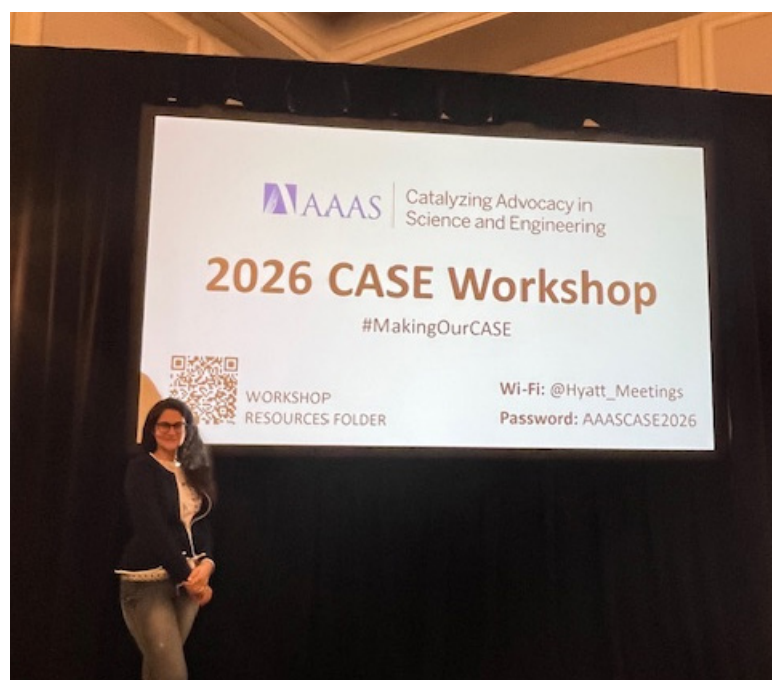 AAAS
Catalyzing Advocacy in
Science and Engineering
2026 CASE Workshop
#MakingOurCASE
WORKSHOP
RESOURCES FOLDER
Wi-Fi: @Hyatt_Meetings
Password: AAASCASE2026